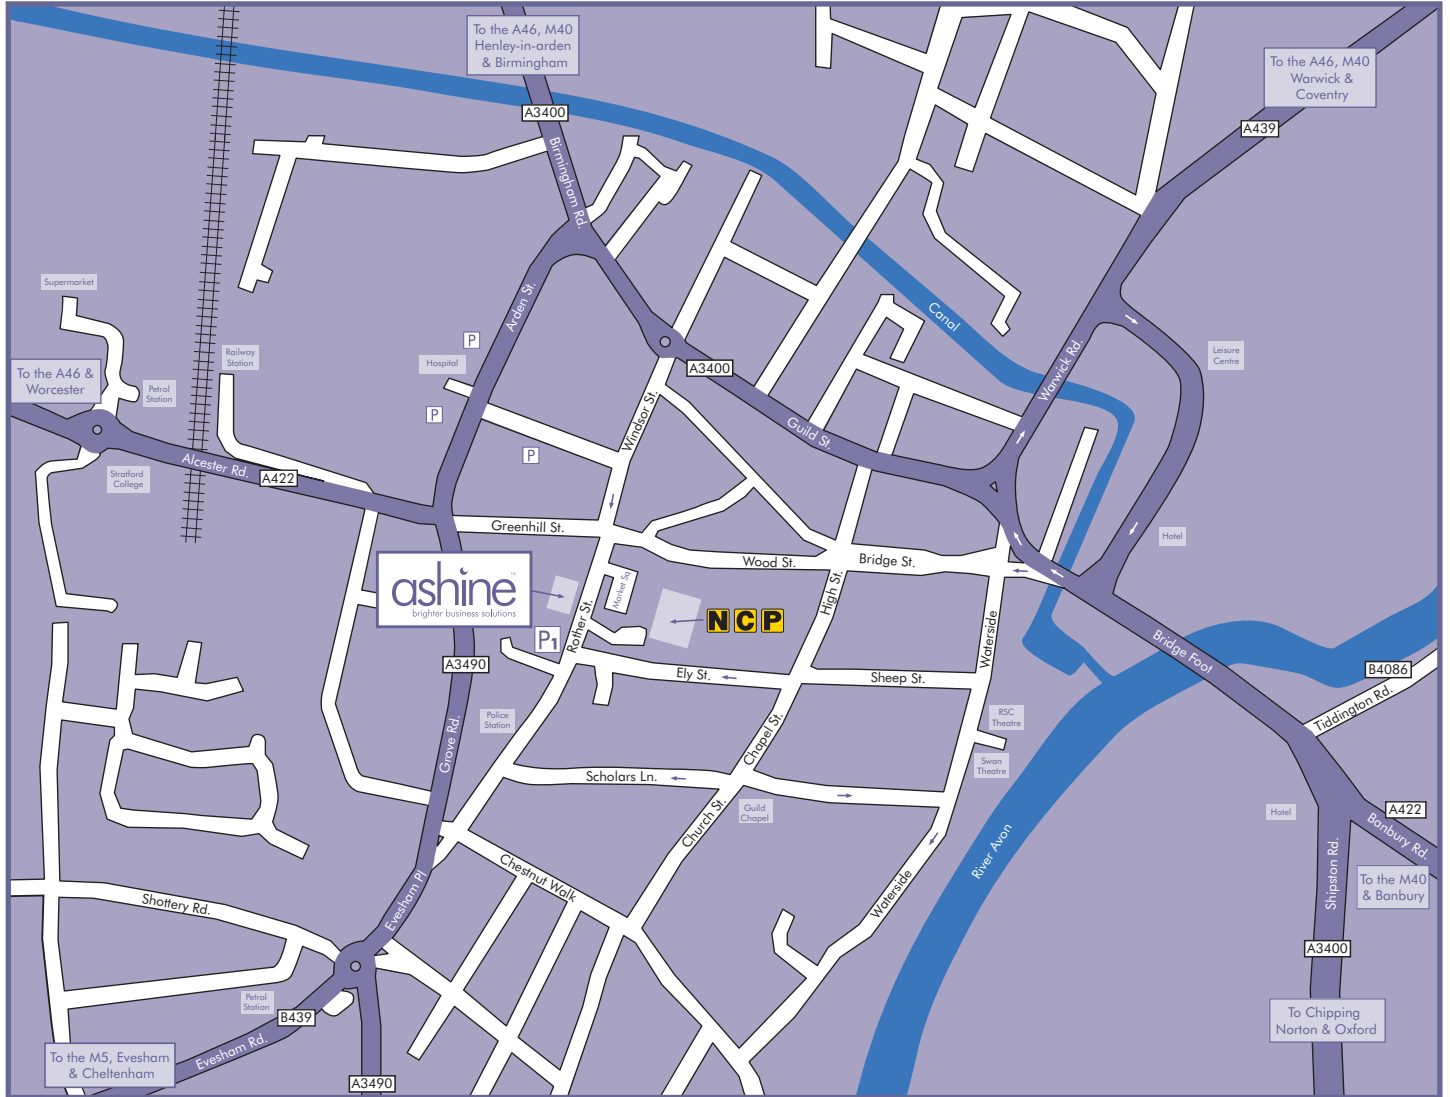 To the A46, M40
Henley-in-arden
& Birmingham
To the A46, M40
Warwick &
Coventry
A3400
A439
Birmingham Rd.
Supermarket
Arden St.
Canal
Railway
Station
Hospital
P
P
P
A3400
Warwick Rd.
Leisure
Centre
To the A46 &
Worcester
Petrol
Station
Windsor St.
Guild St.
Alcester Rd.
A422
Stratford
College
Greenhill St.
Wood St.
Bridge St.
Hotel
ashine™
brighter business solutions
Market Sq
High St.
Rother St.
NCP
P1
Waterside
Bridge Foot
A3490
Ely St.
Sheep St.
B4086
Tiddington Rd.
Police
Station
Grove Rd.
Chapel St.
RSC
Theatre
Swan
Theatre
Scholars Ln.
Guild
Chapel
Church St.
Hotel
A422
Banbury Rd.
River Avon
Shipston Rd.
Chestnut Walk
Waterside
To the M40
& Banbury
Shottery Rd.
Evesham Pl
A3400
Petrol
Station
B439
Evesham Rd.
To the M5, Evesham
& Cheltenham
A3490
To Chipping
Norton & Oxford